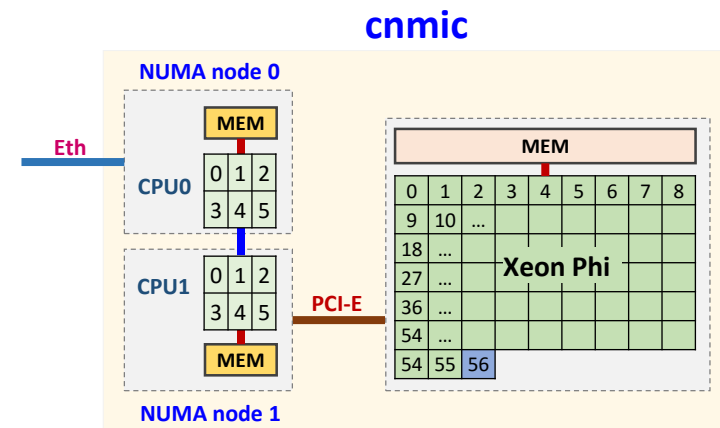 cnmic
NUMA node 0
MEM
Eth
CPU0
0 1 2
3 4 5
CPU1
0 1 2
3 4 5
MEM
NUMA node 1
PCI-E
MEM
0 1 2 3 4 5 6 7 8
9 10 ...
18 ...
Xeon Phi
27 ...
36 ...
54 ...
54 55 56